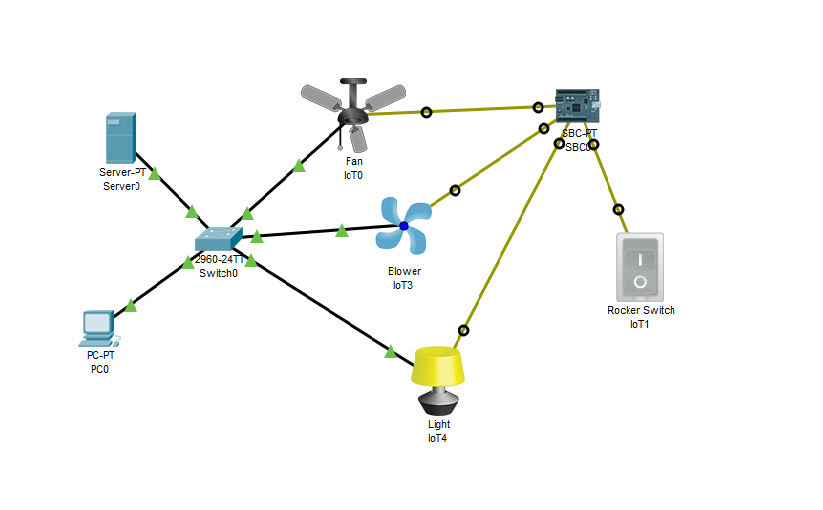 Fan
IoT0
SBC-PT
SBC0
Server-PT
Server0
2960-24TT
Switch0
Blower
IoT3
Rocker Switch
IoT1
PC-PT
PC0
Light
IoT4